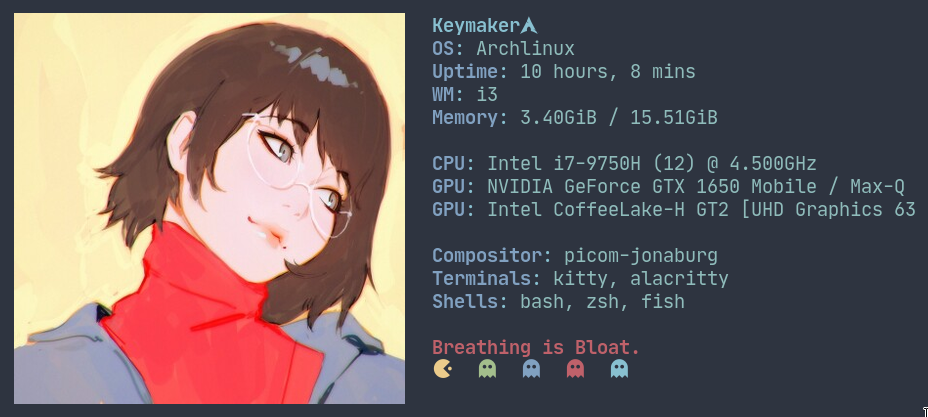 Keymaker
OS: Archlinux
Uptime: 10 hours, 8 mins
WM: i3
Memory: 3.40GiB / 15.51GiB
CPU: Intel i7-9750H (12) @ 4.500GHz
GPU: NVIDIA GeForce GTX 1650 Mobile / Max-Q
GPU: Intel CoffeeLake-H GT2 [UHD Graphics 63
Compositor: picom-jonaburg
Terminals: kitty, alacritty
Shells: bash, zsh, fish
Breathing is Bloat.